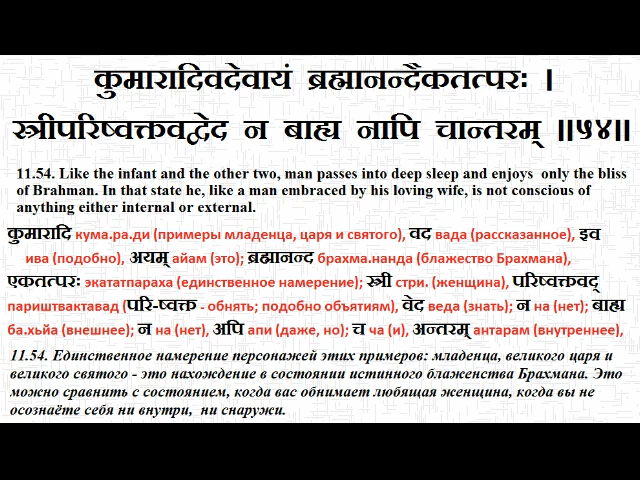 कुमारादिवदेवायं ब्रह्मानन्दैकतत्परः ।
स्त्रीपरिष्वक्तवद्वेद न बाह्य नापि चान्तरम् ॥५४॥
11.54. Like the infant and the other two, man passes into deep sleep and enjoys only the bliss
of Brahman. In that state he, like a man embraced by his loving wife, is not conscious of
anything either internal or external.
कुमारादि кума.ра.ди (примеры младенца, царя и святого), वद вада (рассказанное), इव
ива (подобно), अयम् айам (это); ब्रह्मानन्द брахма.нанда (блажество Брахмана),
एकतत्परः экататпараха (единственное намерение); स्त्री стри. (женщина), परिष्वक्तवद्
париштвактавад (परि-ष्वक्त - обнять; подобно объятиям), वेद веда (знать); न на (нет); बाह्य
ба.хьйа (внешнее); न на (нет), अपि апи (даже, но); च ча (и), अन्तरम् антарам (внутреннее),
11.54. Единственное намерение персонажей этих примеров: младенца, великого царя и
великого святого - это нахождение в состоянии истинного блаженства Брахмана. Это
можно сравнить с состоянием, когда вас обнимает любящая женщина, когда вы не
осознаёте себя ни внутри, ни снаружи.